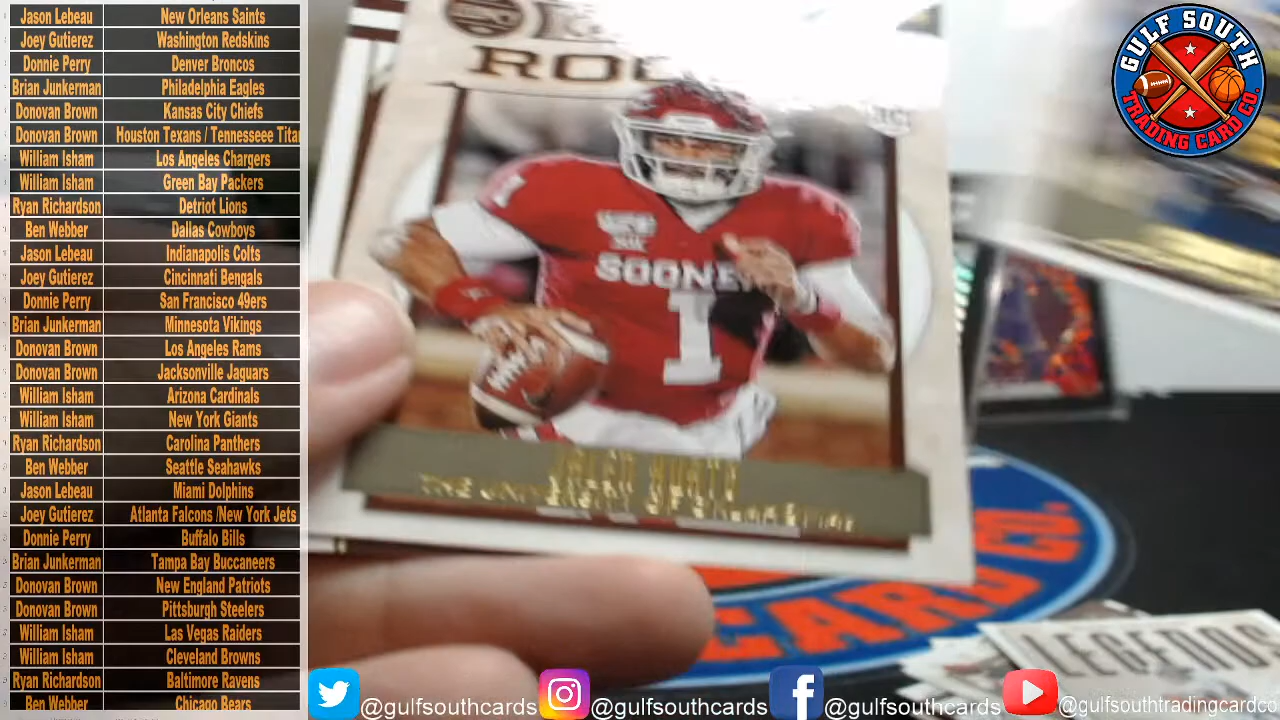 Jason Lebeau New Orleans Saints
Joey Gutierez Washington Redskins
Donnie Perry Denver Broncos
Brian Junkerman Philadelphia Eagles
Donovan Brown Kansas City Chiefs
Donovan Brown Houston Texans / Tennesseee Titan
William Isham Los Angeles Chargers
William Isham Green Bay Packers
Ryan Richardson Detriot Lions
Ben Webber Dallas Cowboys
Jason Lebeau Indianapolis Colts
Joey Gutierez Cincinnati Bengals
Donnie Perry San Francisco 49ers
Brian Junkerman Minnesota Vikings
Donovan Brown Los Angeles Rams
Donovan Brown Jacksonville Jaguars
William Isham Arizona Cardinals
William Isham New York Giants
Ryan Richardson Carolina Panthers
Ben Webber Seattle Seahawks
Jason Lebeau Miami Dolphins
Joey Gutierez Atlanta Falcons /New York Jets
Donnie Perry Buffalo Bills
Brian Junkerman Tampa Bay Buccaneers
Donovan Brown New England Patriots
Donovan Brown Pittsburgh Steelers
William Isham Las Vegas Raiders
William Isham Cleveland Browns
Ryan Richardson Baltimore Ravens
Ben Webber Chicago Bears
GULF SOUTH
TRADING CARD CO.
SOONE
1
CARD CO.
@gulfsouthcards
@gulfsouthcards
@gulfsouthcards
@gulfsouthtradingcardco